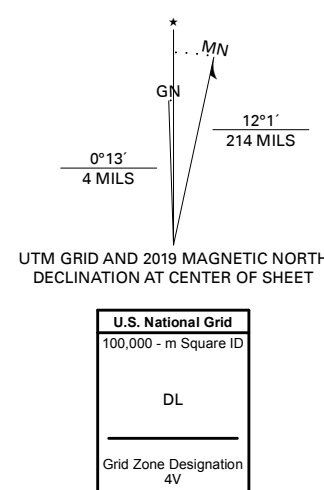 ★
MN
GN
12°1´
214 MILS
0°13´
4 MILS
UTM GRID AND 2019 MAGNETIC NORTH
DECLINATION AT CENTER OF SHEET
U.S. National Grid
100,000 - m Square ID
DL
Grid Zone Designation
4V